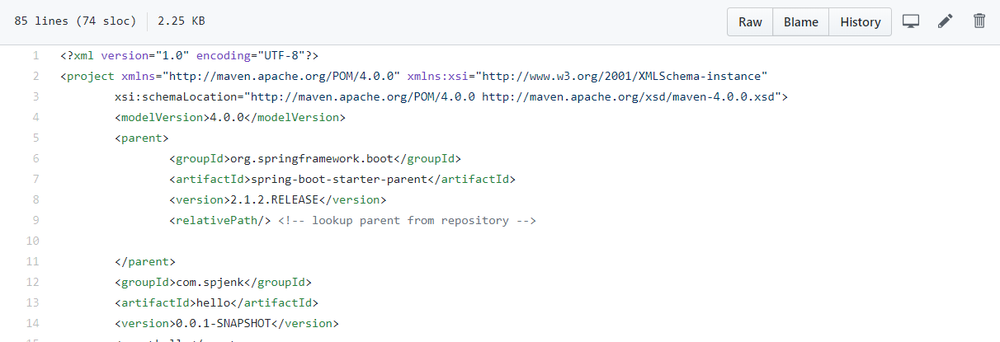 85 lines (74 sloc) 2.25 KB Raw Blame History
1 <?xml version="1.0" encoding="UTF-8"?>
2 <project xmlns="http://maven.apache.org/POM/4.0.0" xmlns:xsi="http://www.w3.org/2001/XMLSchema-instance"
3 xsi:schemaLocation="http://maven.apache.org/POM/4.0.0 http://maven.apache.org/xsd/maven-4.0.0.xsd">
4 <modelVersion>4.0.0</modelVersion>
5 <parent>
6 <groupId>org.springframework.boot</groupId>
7 <artifactId>spring-boot-starter-parent</artifactId>
8 <version>2.1.2.RELEASE</version>
9 <relativePath/> <!-- lookup parent from repository -->
10
11 </parent>
12 <groupId>com.spjenk</groupId>
13 <artifactId>hello</artifactId>
14 <version>0.0.1-SNAPSHOT</version>